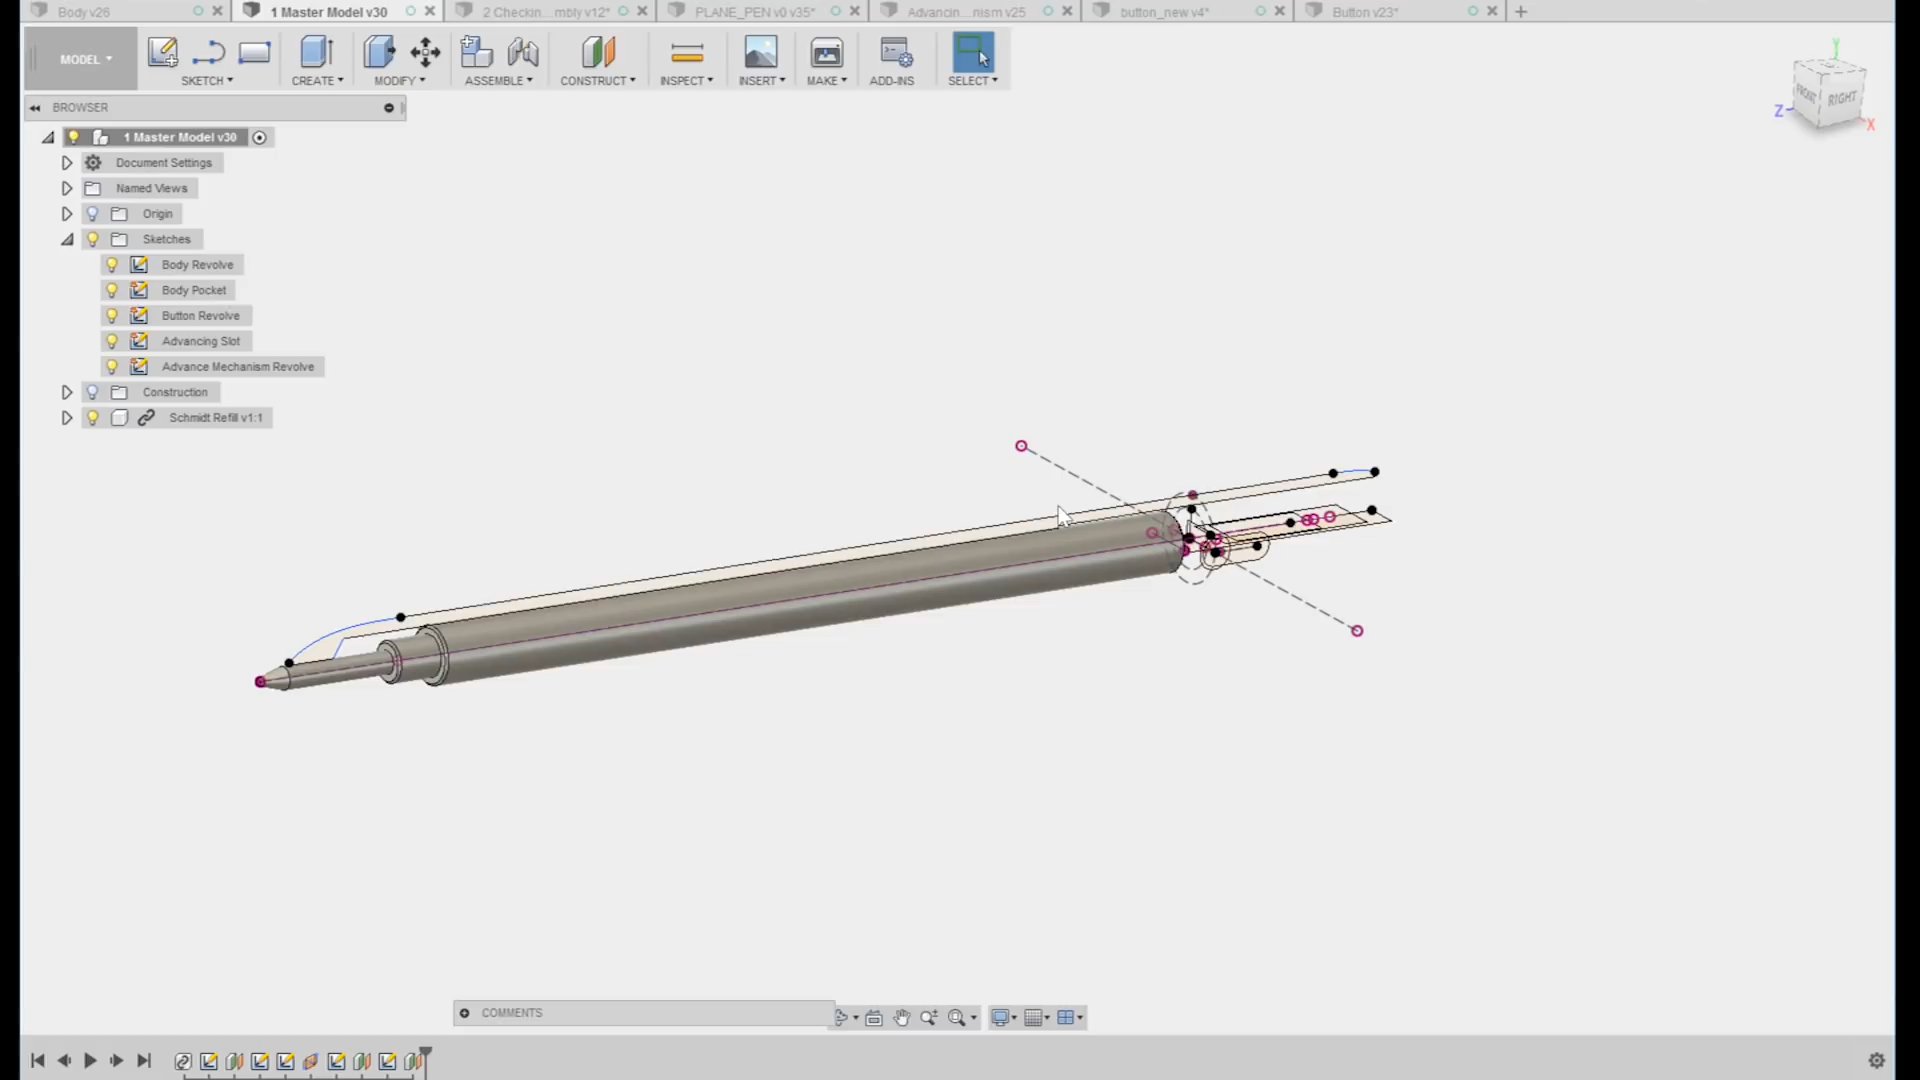 Body v26
1 Master Model v30
2 Checkin...mbly v12*
PLANE_PEN v0 v35*
Advancin...nism v25
button_new v4*
Button v23*
MODEL
SKETCH
CREATE
MODIFY
ASSEMBLE
CONSTRUCT
INSPECT
INSERT
MAKE
ADD-INS
SELECT
BROWSER
1 Master Model v30
Document Settings
Named Views
Origin
Sketches
Body Revolve
Body Pocket
Button Revolve
Advancing Slot
Advance Mechanism Revolve
Construction
Schmidt Refill v1:1
Y
FRONT
RIGHT
Z
X
COMMENTS